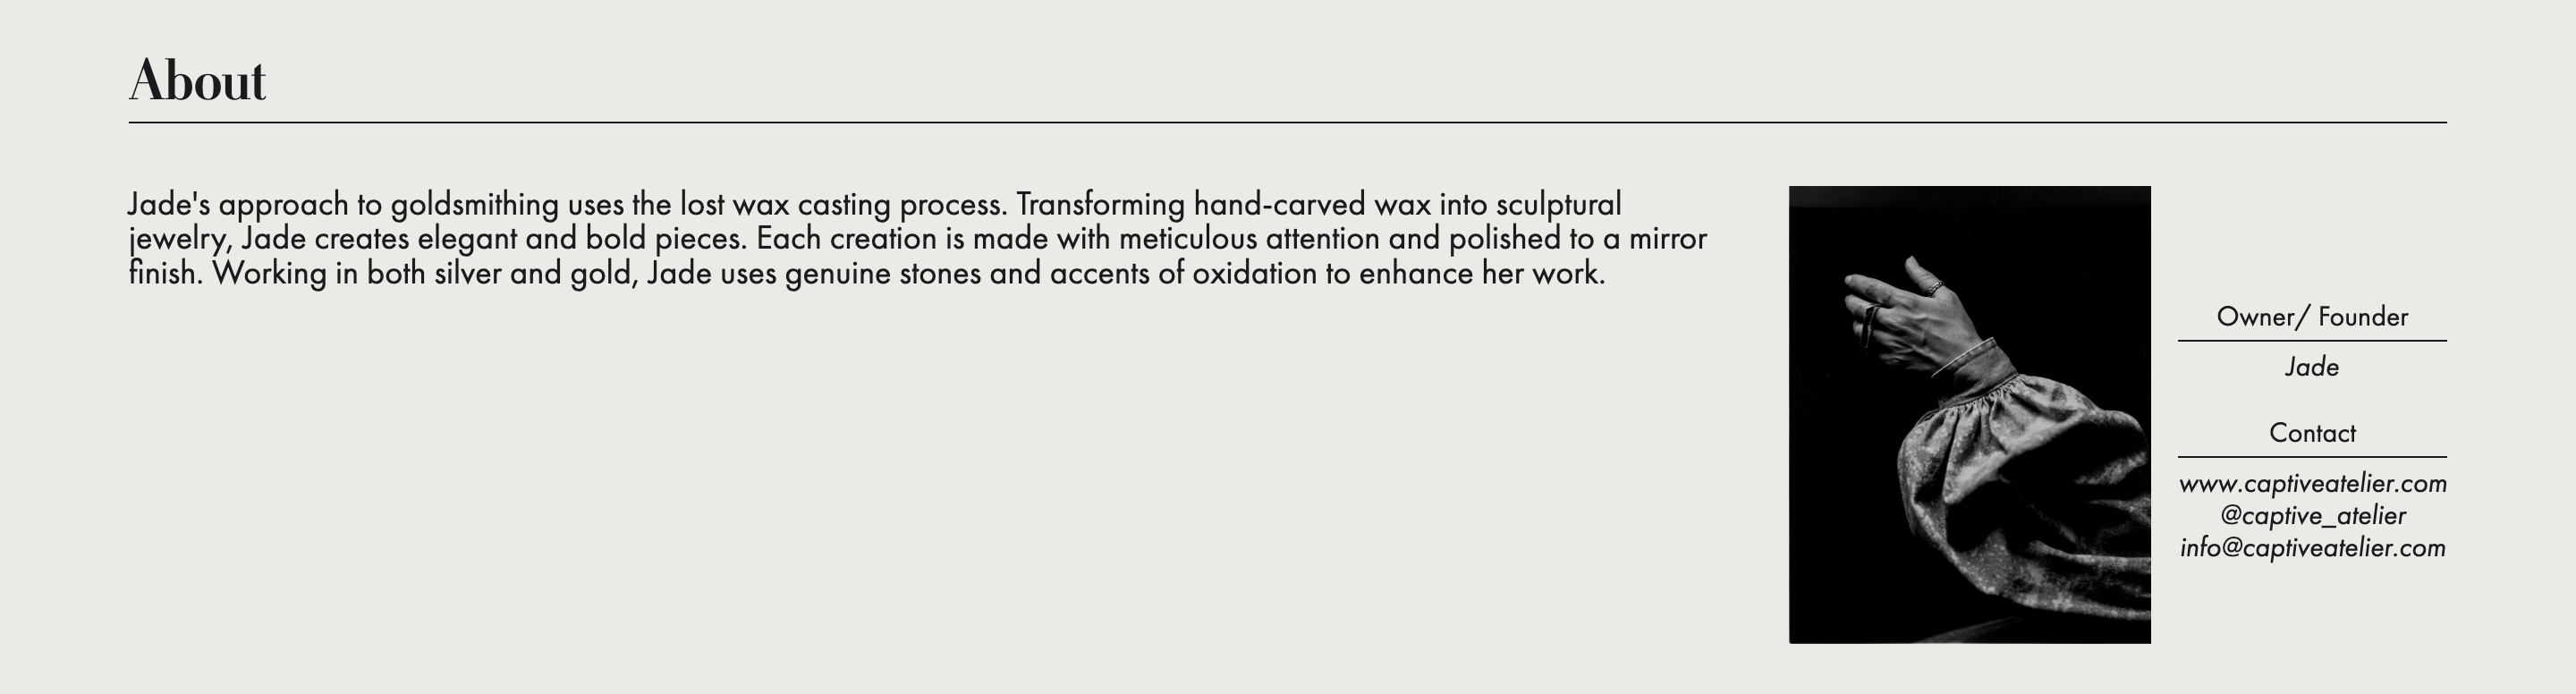 About
Jade's approach to goldsmithing uses the lost wax casting process. Transforming hand-carved wax into sculptural
jewelry, Jade creates elegant and bold pieces. Each creation is made with meticulous attention and polished to a mirror
finish. Working in both silver and gold, Jade uses genuine stones and accents of oxidation to enhance her work.
Owner/ Founder
Jade
Contact
www.captiveatelier.com
@captive_atelier
info@captiveatelier.com